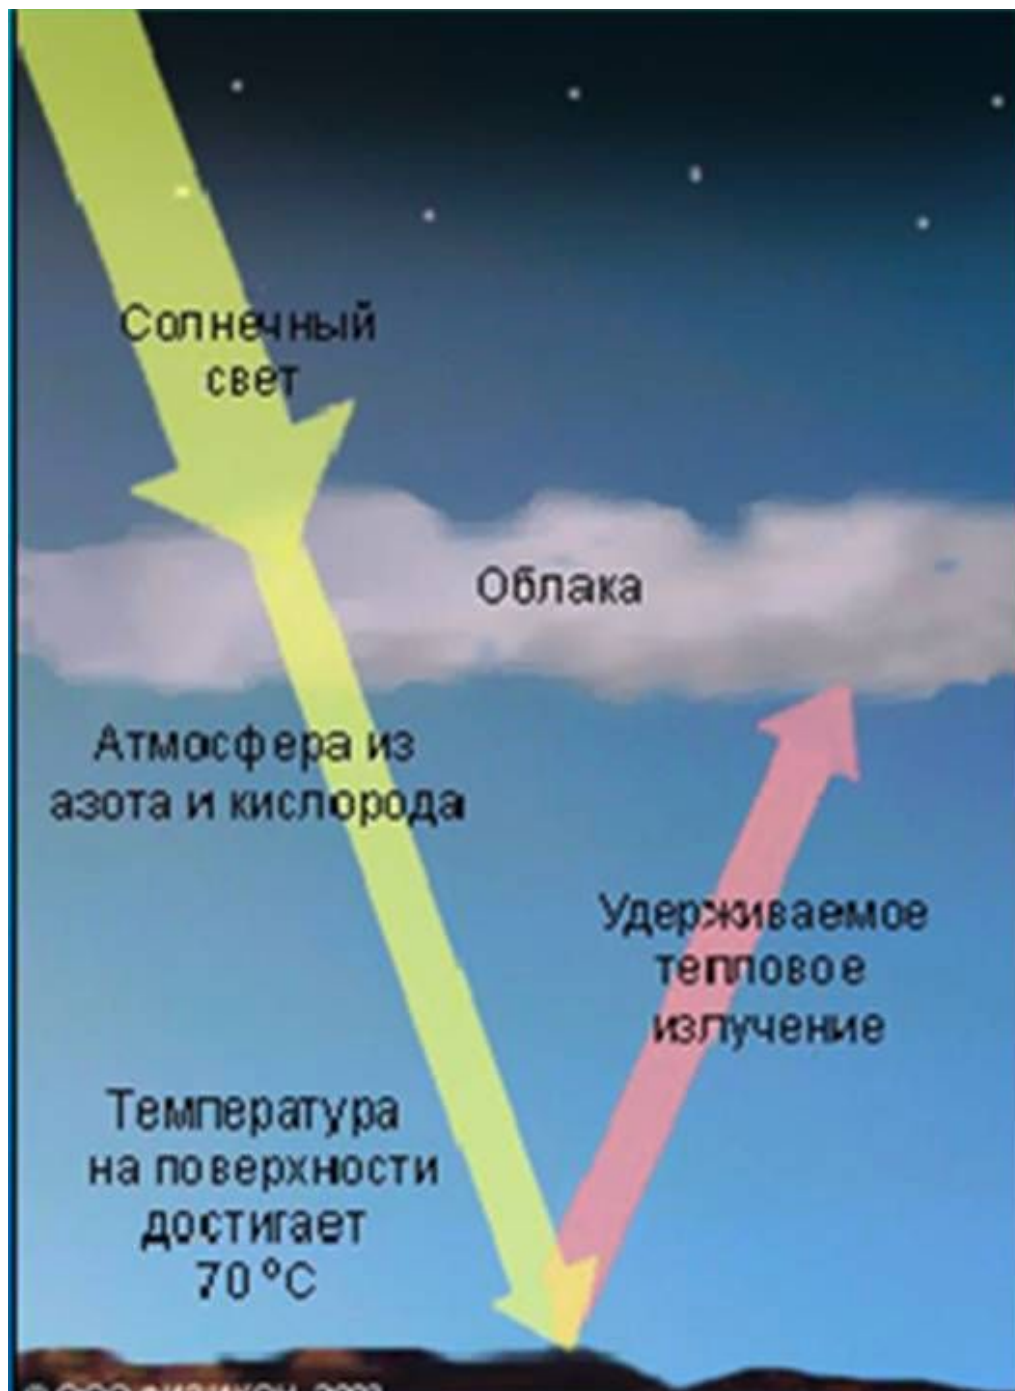 Солнечный
свет
Облака
Атмосфера из
азота и кислорода
Удерживаемое
тепловое
излучение
Температура
на поверхности
достигает
70 °C